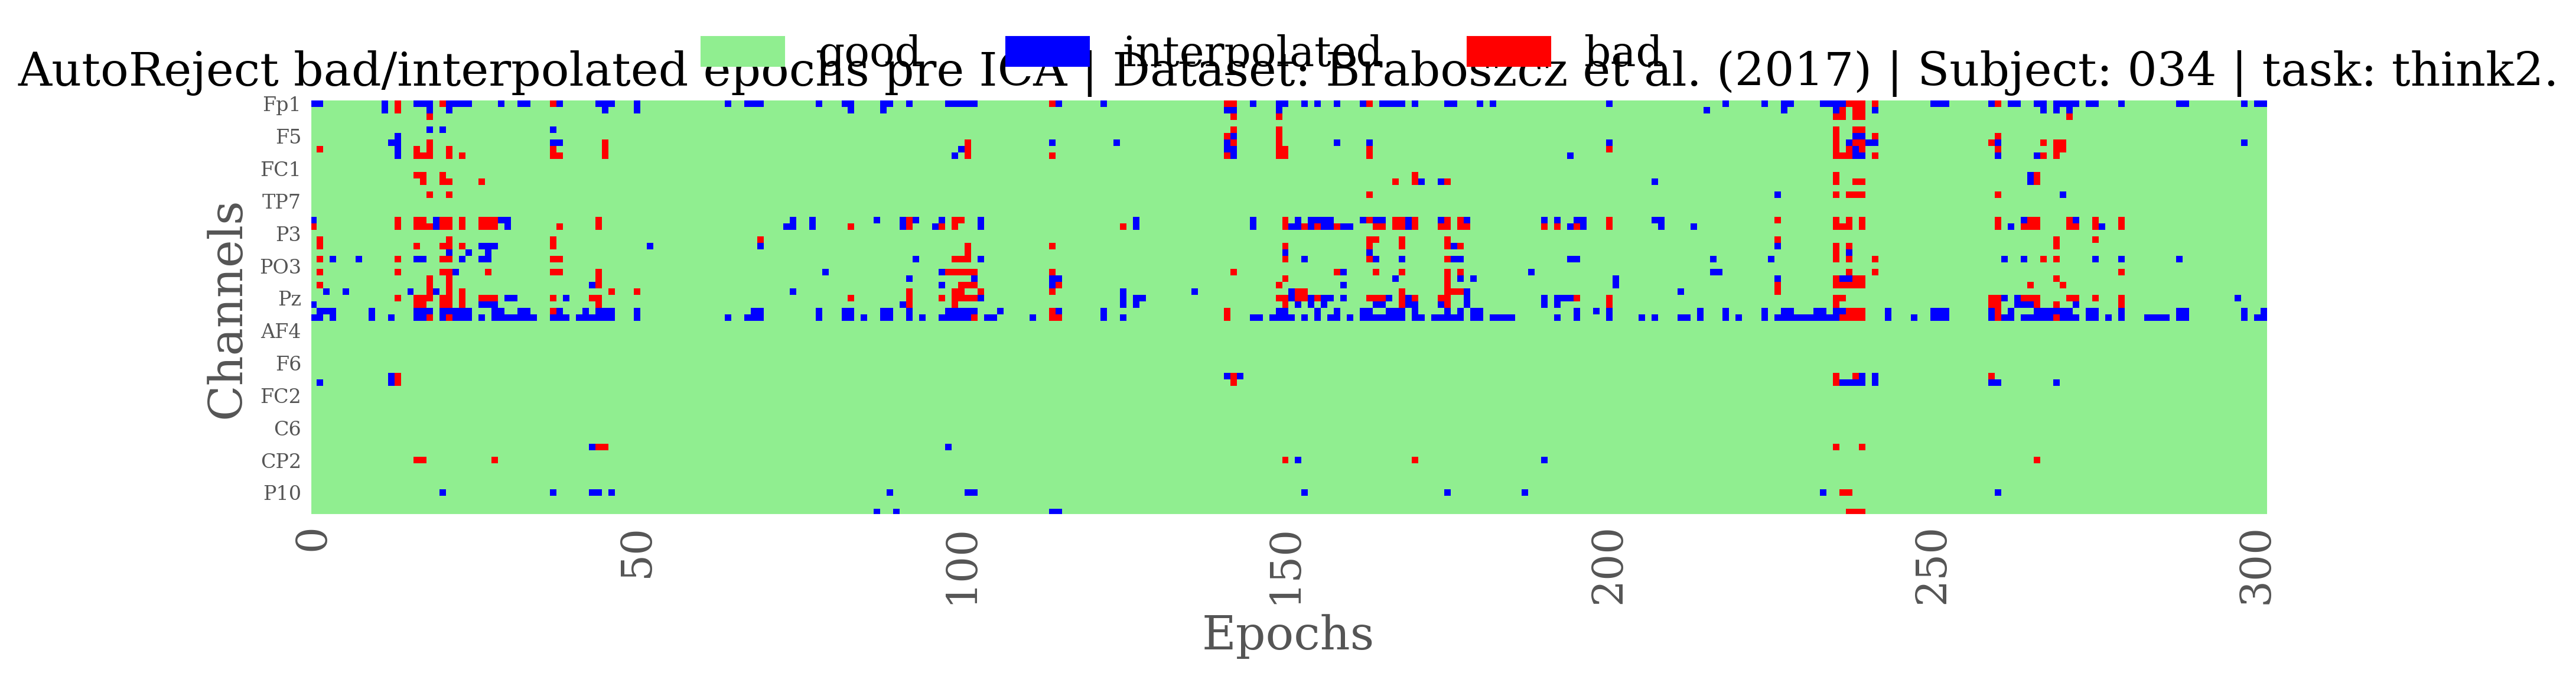 good interpolated bad
AutoReject bad/interpolated epochs pre ICA | Dataset: Braboszcz et al. (2017) | Subject: 034 | task: think2.
Channels
Fp1
F5
FC1
TP7
P3
PO3
Pz
AF4
F6
FC2
C6
CP2
P10
0 50 100 150 200 250 300
Epochs